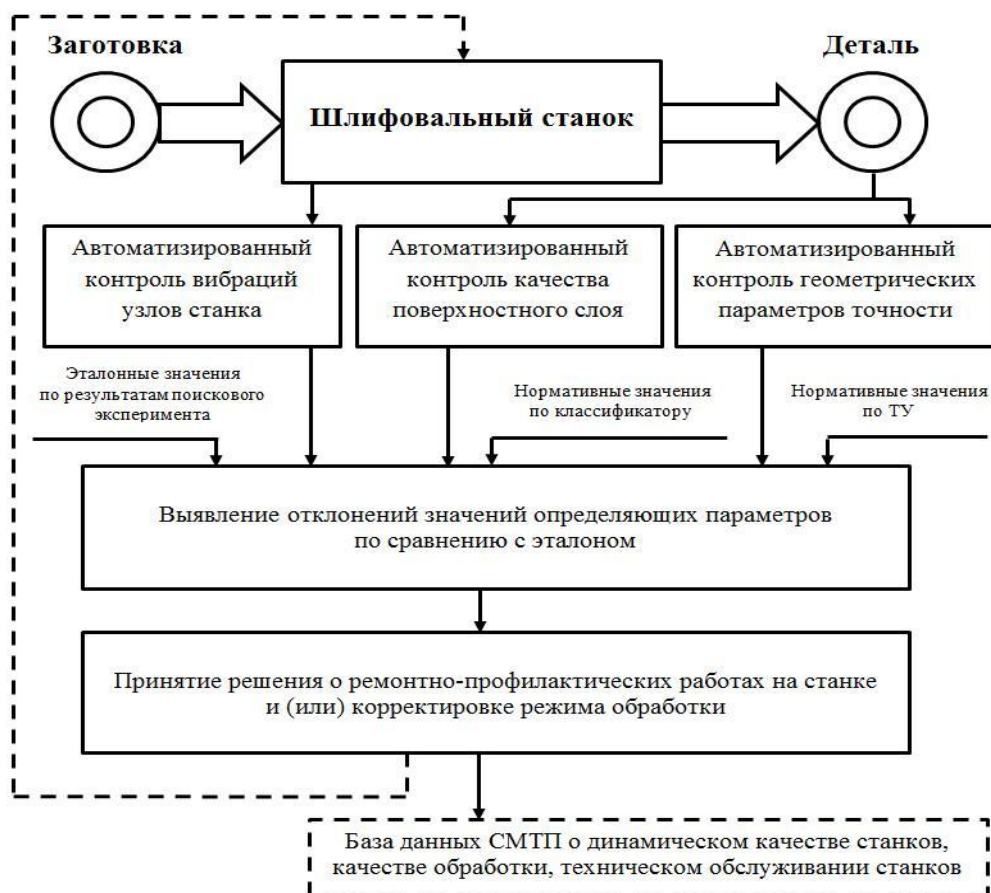 Заготовка
Деталь
Шлифовальный станок
Автоматизированный
контроль вибраций
узлов станка
Автоматизированный
контроль качества
поверхностного слоя
Автоматизированный
контроль геометрических
параметров точности
Эталонные значения
по результатам поискового
эксперимента
Нормативные значения
по классификатору
Нормативные значения
по ТУ
Выявление отклонений значений определяющих параметров
по сравнению с эталоном
Принятие решения о ремонтно-профилактических работах на станке
и (или) корректировке режима обработки
База данных СМТП о динамическом качестве станков,
качестве обработки, техническом обслуживании станков